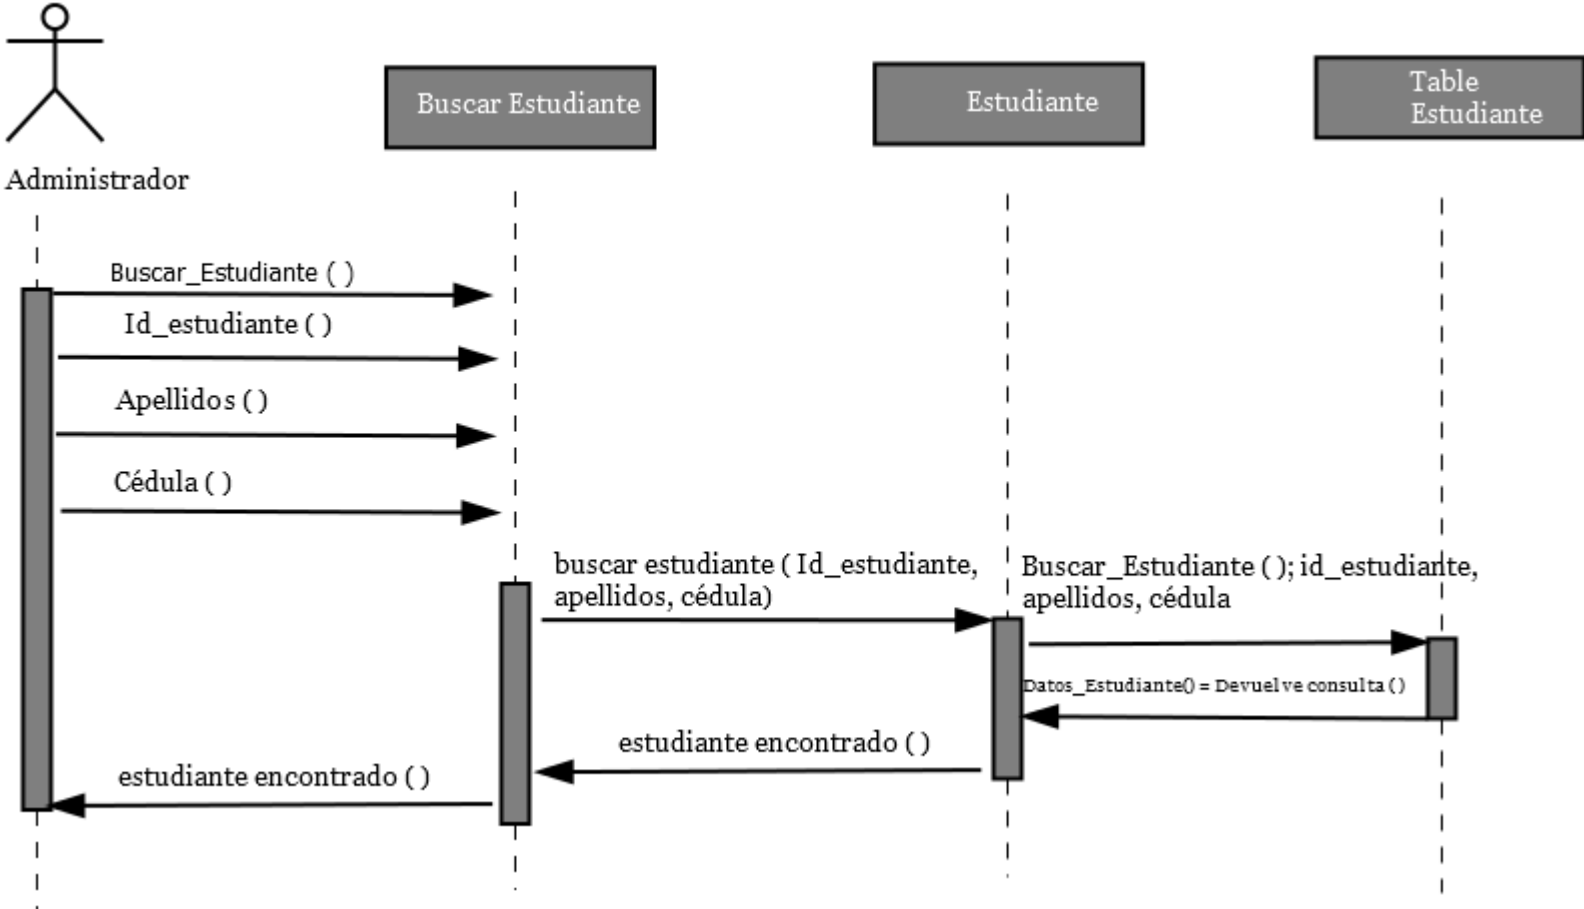 Administrador
Buscar Estudiante
Estudiante
Table
Estudiante
Buscar_Estudiante ( )
Id_estudiante ( )
Apellidos ( )
Cédula ( )
buscar estudiante ( Id_estudiante,
apellidos, cédula)
Buscar_Estudiante ( ); id_estudiante,
apellidos, cédula
Datos_Estudiante() = Devuelve consulta ( )
estudiante encontrado ( )
estudiante encontrado ( )